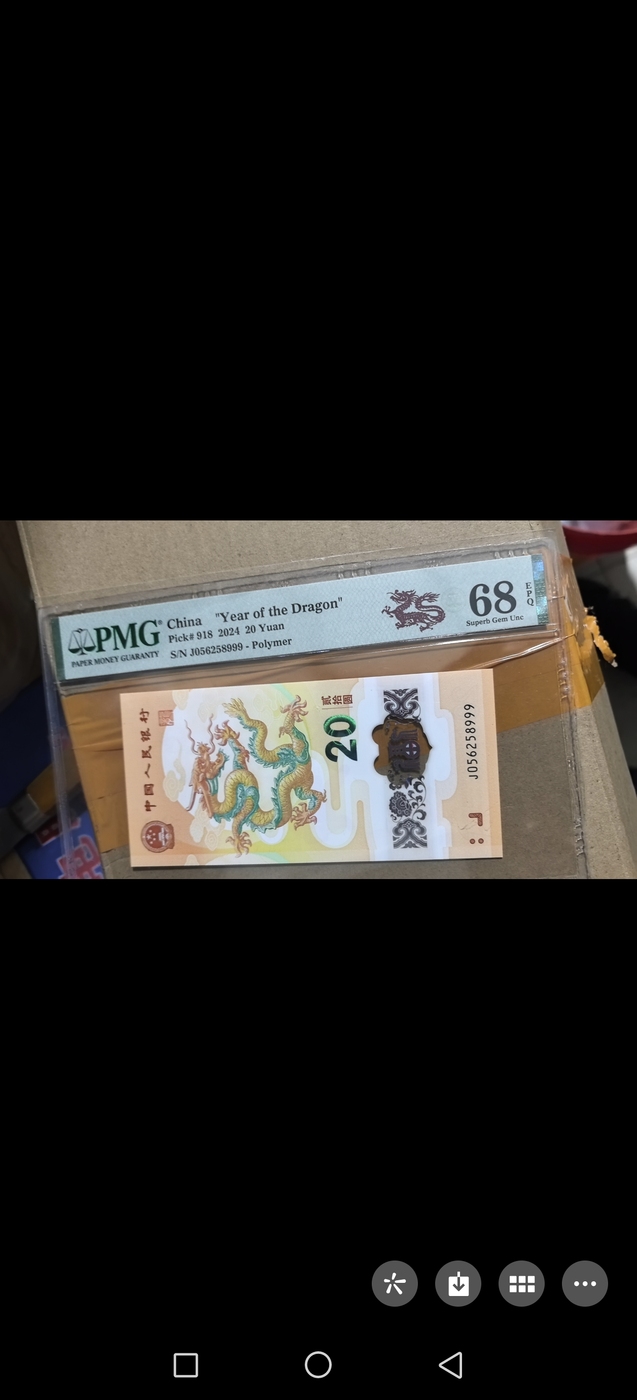 PMG
PAPER MONEY GUARANTY
China "Year of the Dragon"
Pick# 918 2024 20 Yuan
S/N J056258999 - Polymer
68
EPQ
Superb Gem Unc
中国人民银行
20
贰拾圆
J056258999